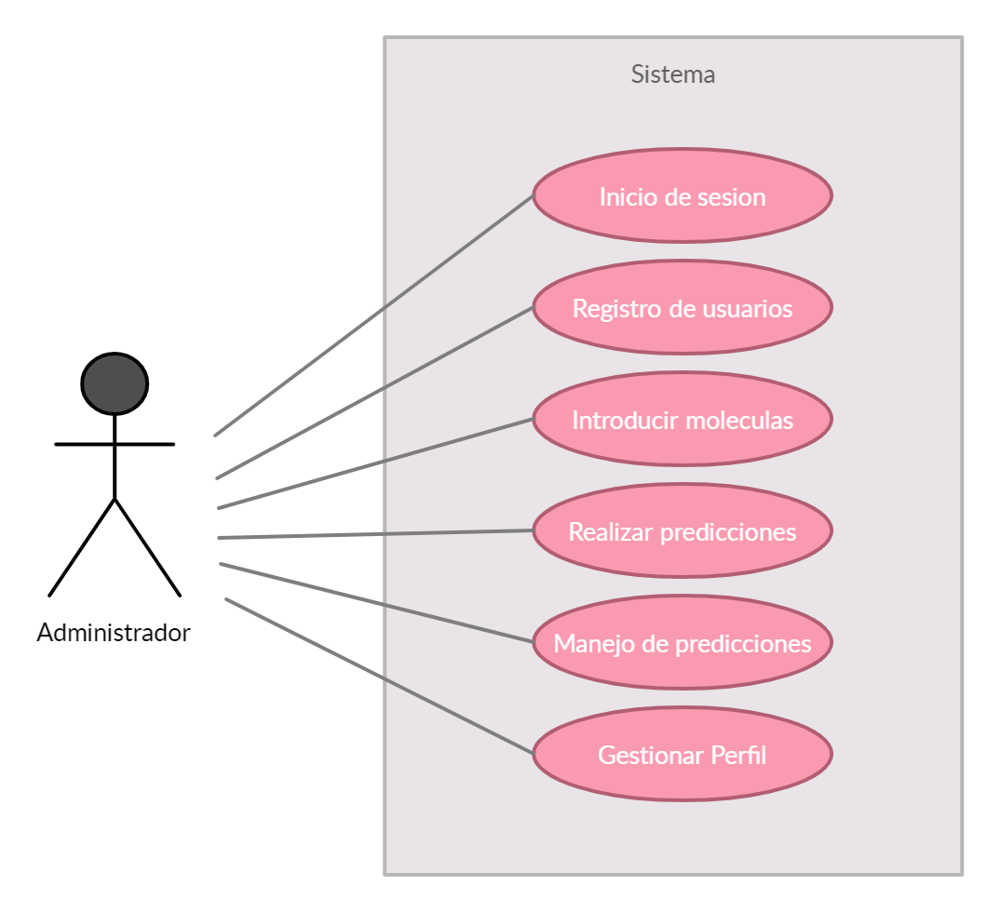 Sistema
Inicio de sesion
Registro de usuarios
Introducir moleculas
Realizar predicciones
Manejo de predicciones
Gestionar Perfil
Administrador